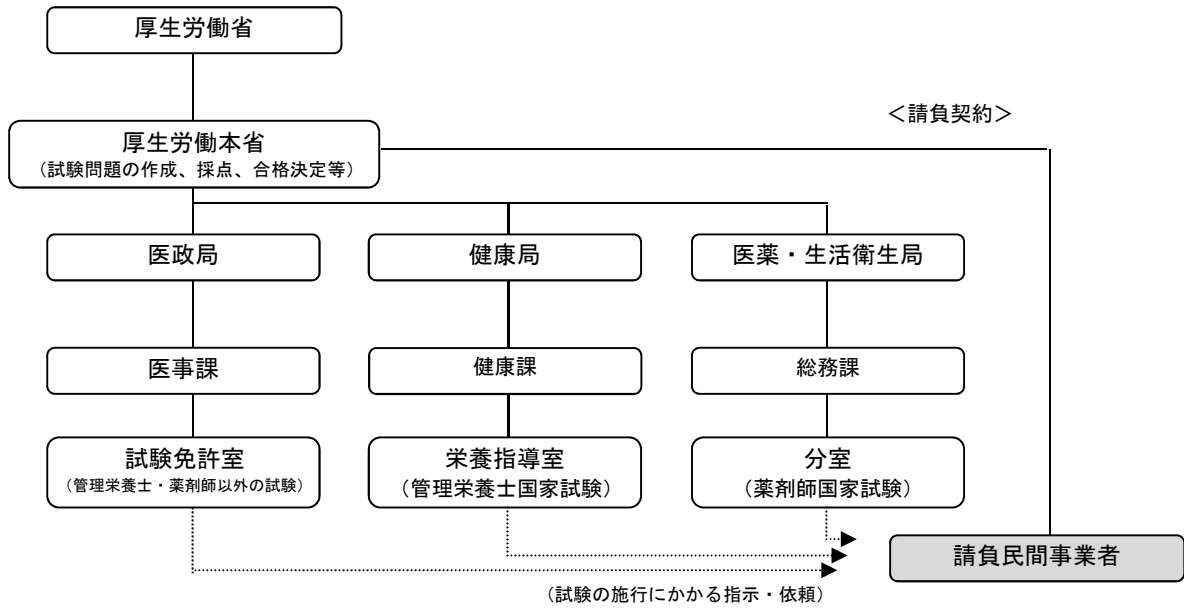 厚生労働省
＜請負契約＞
厚生労働本省
（試験問題の作成、採点、合格決定等）
医政局
健康局
医薬・生活衛生局
医事課
健康課
総務課
試験免許室
（管理栄養士・薬剤師以外の試験）
栄養指導室
（管理栄養士国家試験）
分室
（薬剤師国家試験）
請負民間事業者
（試験の施行にかかる指示・依頼）